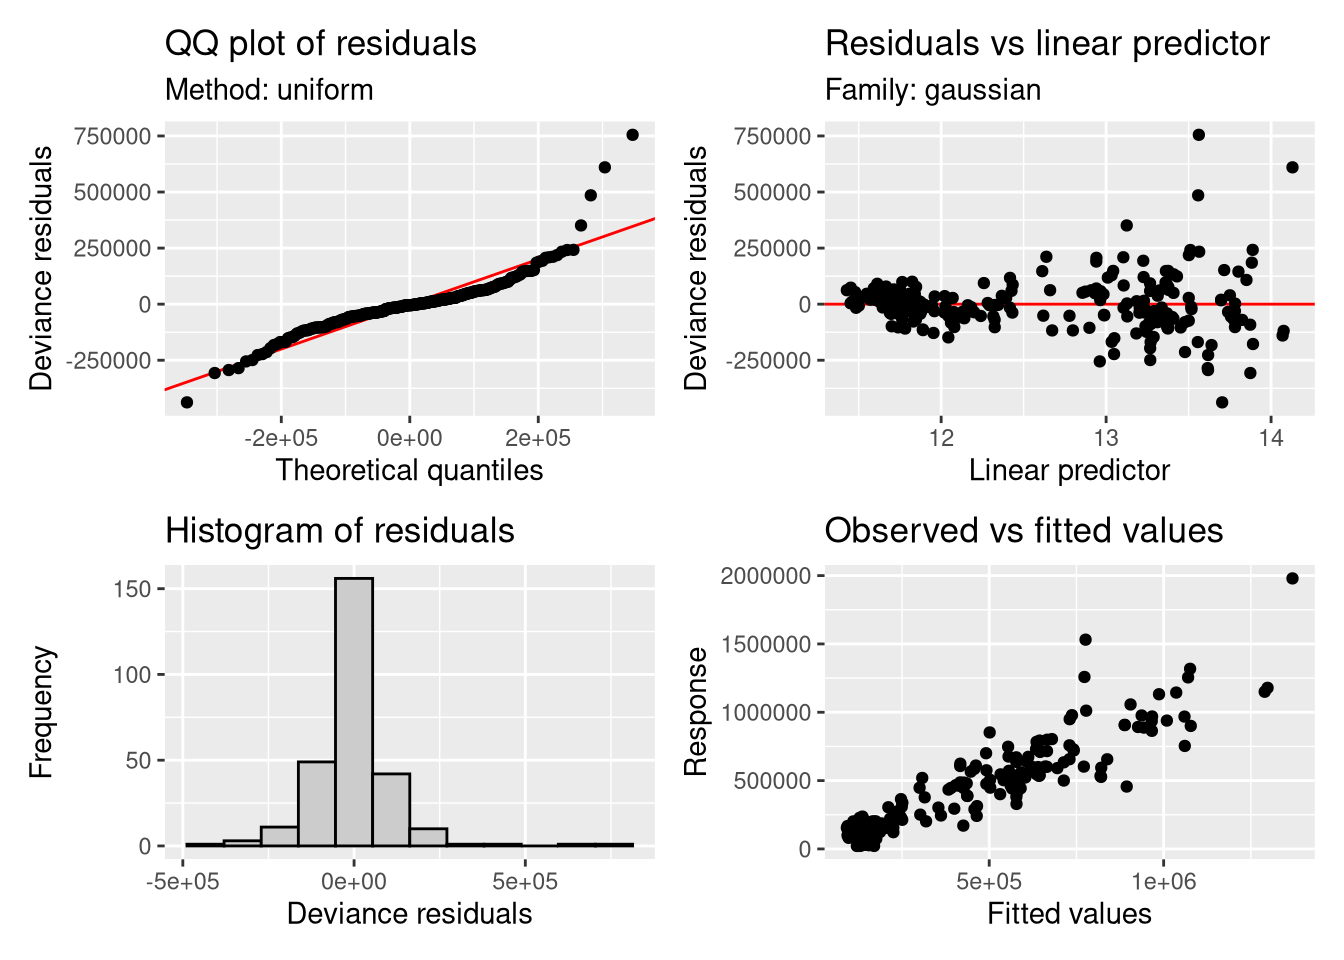 QQ plot of residuals
Method: uniform
Deviance residuals
750000
500000
250000
0
-250000
-2e+05
0e+00
2e+05
Theoretical quantiles
Residuals vs linear predictor
Family: gaussian
Deviance residuals
750000
500000
250000
0
-250000
12
13
14
Linear predictor
Histogram of residuals
Frequency
150
100
50
0
-5e+05
0e+00
5e+05
Deviance residuals
Observed vs fitted values
Response
2000000
1500000
1000000
500000
0
5e+05
1e+06
Fitted values